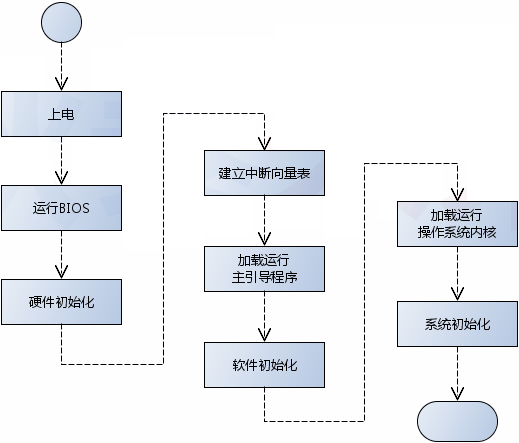 上电
运行BIOS
硬件初始化
建立中断向量表
加载运行
主引导程序
软件初始化
加载运行
操作系统内核
系统初始化